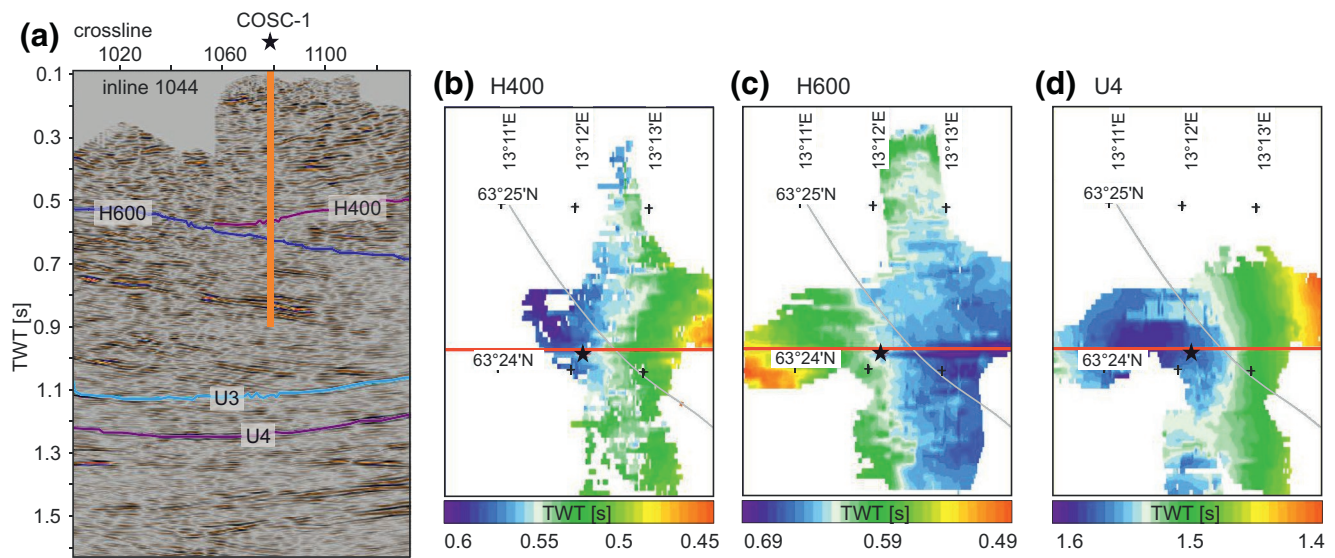 (a) crossline COSC-1
1020 1060 1100
inline 1044
0.1
0.3
0.5
0.7
0.9
1.1
1.3
1.5
TWT [s]
H600
H400
U3
U4
(b) H400
13°11'E
13°12'E
13°13'E
63°25'N
63°24'N
TWT [s]
0.6 0.55 0.5 0.45
(c) H600
13°11'E
13°12'E
13°13'E
63°25'N
63°24'N
TWT [s]
0.69 0.59 0.49
(d) U4
13°11'E
13°12'E
13°13'E
63°25'N
63°24'N
TWT [s]
1.6 1.5 1.4